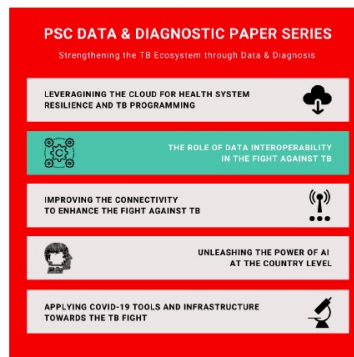 PSC DATA & DIAGNOSTIC PAPER SERIES
Strengthening the TB Ecosystem through Data & Diagnosis
LEVERAGINING THE CLOUD FOR HEALTH SYSTEM
RESILIENCE AND TB PROGRAMMING
THE ROLE OF DATA INTEROPERABILITY
IN THE FIGHT AGAINST TB
IMPROVING THE CONNECTIVITY
TO ENHANCE THE FIGHT AGAINST TB
UNLEASHING THE POWER OF AI
AT THE COUNTRY LEVEL
APPLYING COVID-19 TOOLS AND INFRASTRUCTURE
TOWARDS THE TB FIGHT